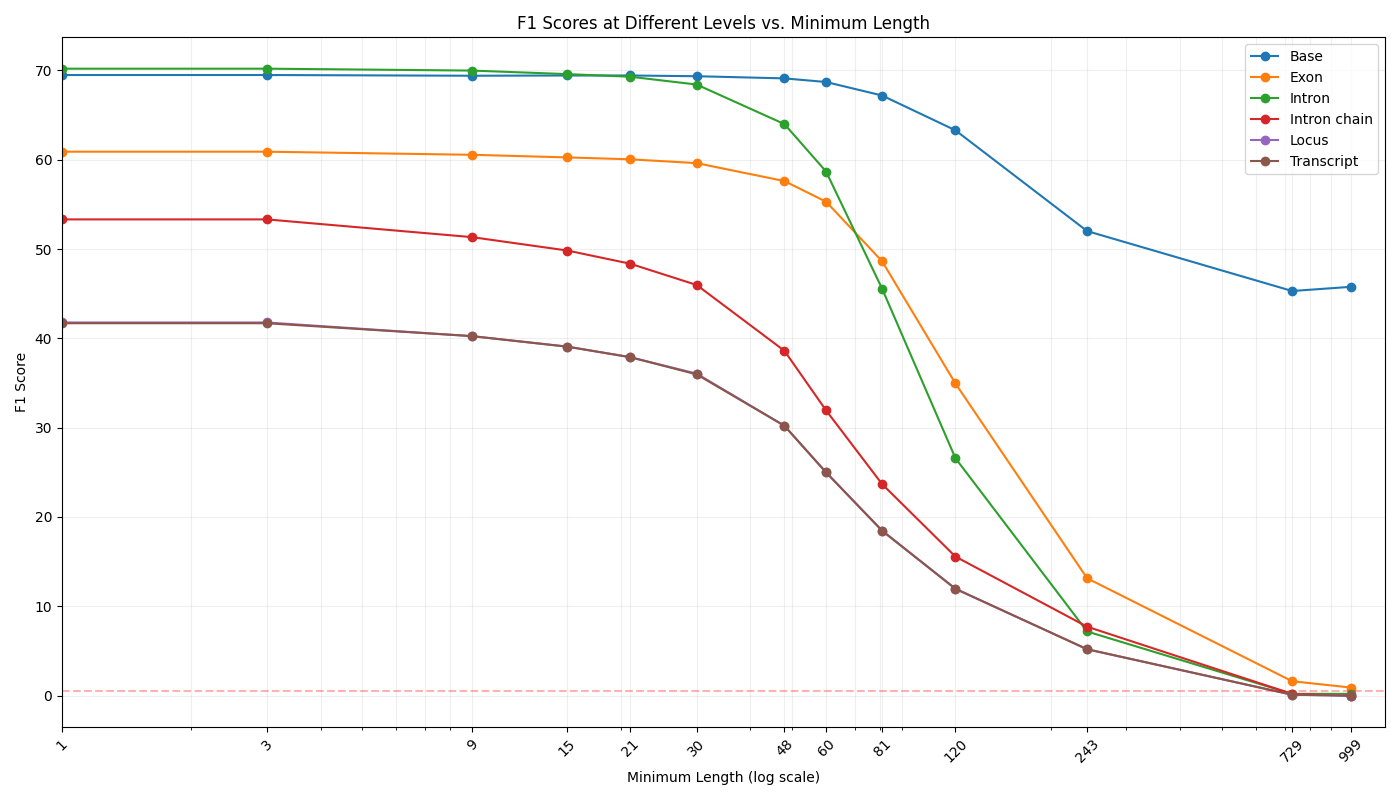 F1 Scores at Different Levels vs. Minimum Length
Base
Exon
Intron
Intron chain
Locus
Transcript
F1 Score
70
60
50
40
30
20
10
0
1
3
9
15
21
30
48
60
81
120
243
729
999
Minimum Length (log scale)